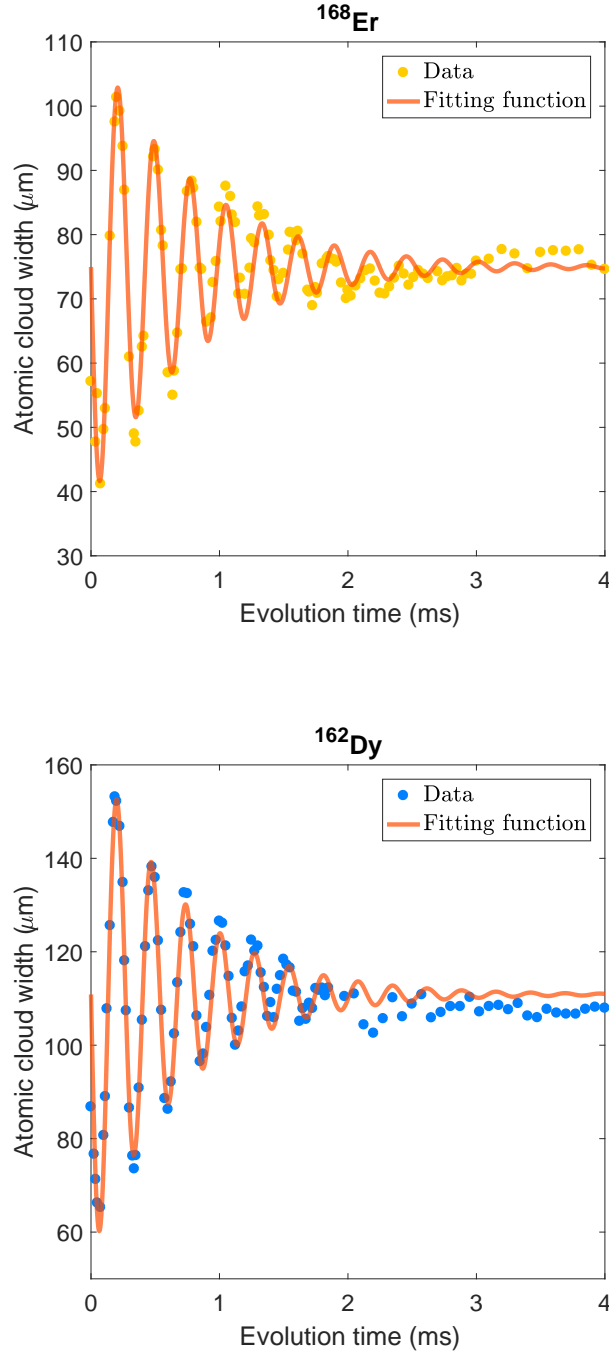 ¹⁶⁸Er
110
100
90
80
70
60
50
40
30
Atomic cloud width (μm)
Data
Fitting function
0 1 2 3 4
Evolution time (ms)
¹⁶²Dy
160
140
120
100
80
60
Atomic cloud width (μm)
Data
Fitting function
0 1 2 3 4
Evolution time (ms)